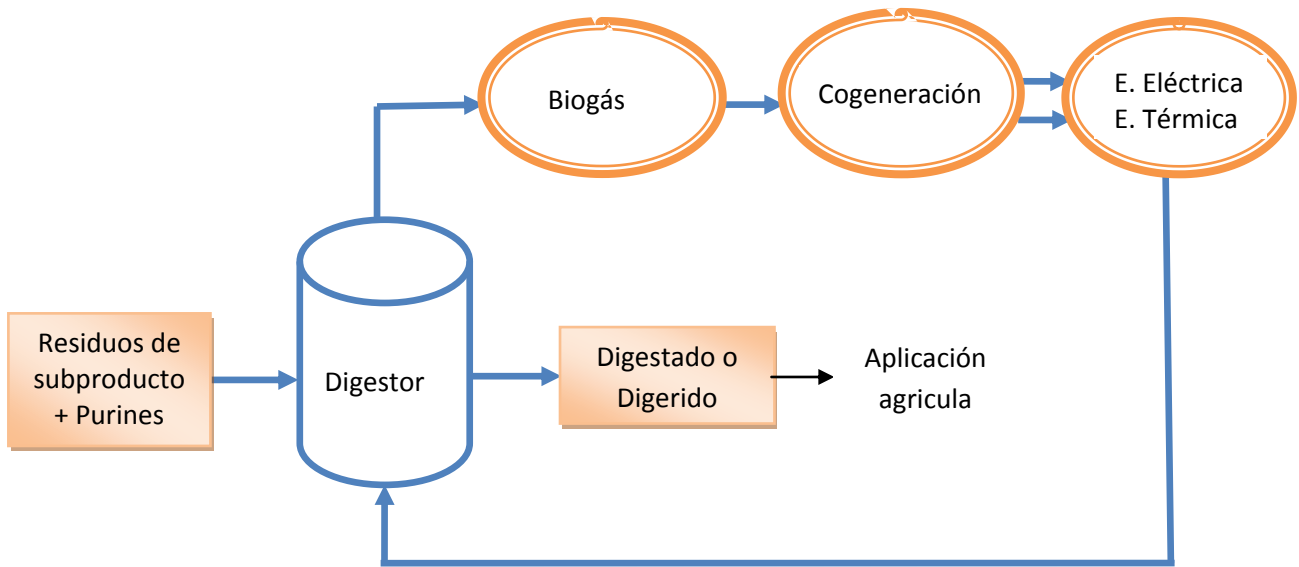 Biogás
Cogeneración
E. Eléctrica
E. Térmica
Residuos de
subproducto
+ Purines
Digestor
Digestado o
Digerido
Aplicación
agricula